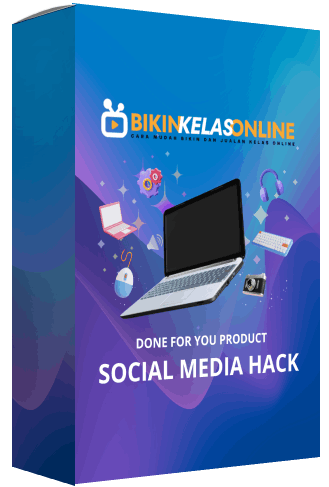 BIKINKELASONLINE
CARA MUDAH BIKIN DAN JUALAN KELAS ONLINE
DONE FOR YOU PRODUCT
SOCIAL MEDIA HACK